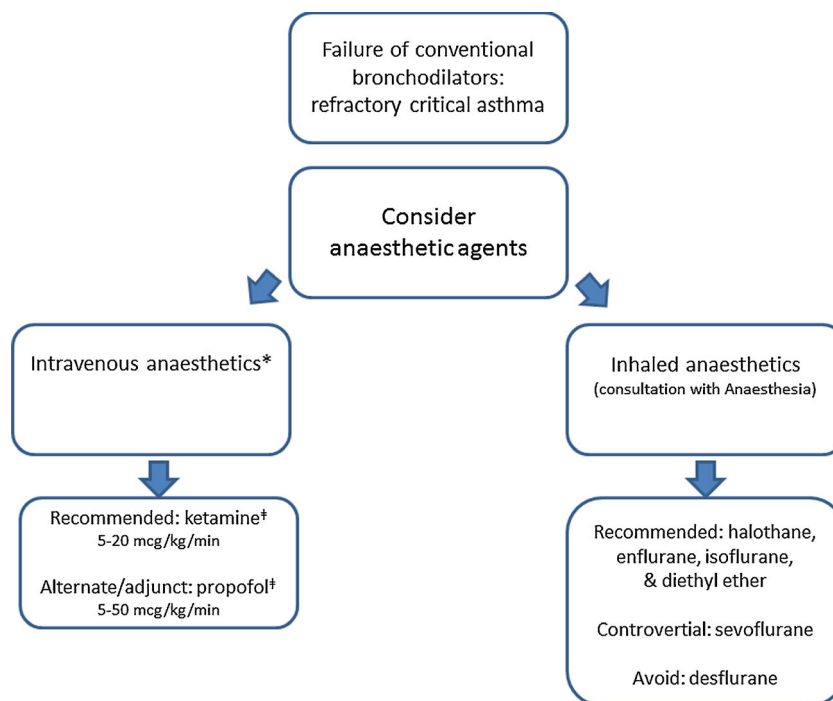 Failure of conventional
bronchodilators:
refractory critical asthma
Consider
anaesthetic agents
Intravenous anaesthetics*
Inhaled anaesthetics
(consultation with Anaesthesia)
Recommended: ketamine‡
5-20 mcg/kg/min
Alternate/adjunct: propofol‡
5-50 mcg/kg/min
Recommended: halothane,
enflurane, isoflurane,
& diethyl ether
Controvertial: sevoflurane
Avoid: desflurane